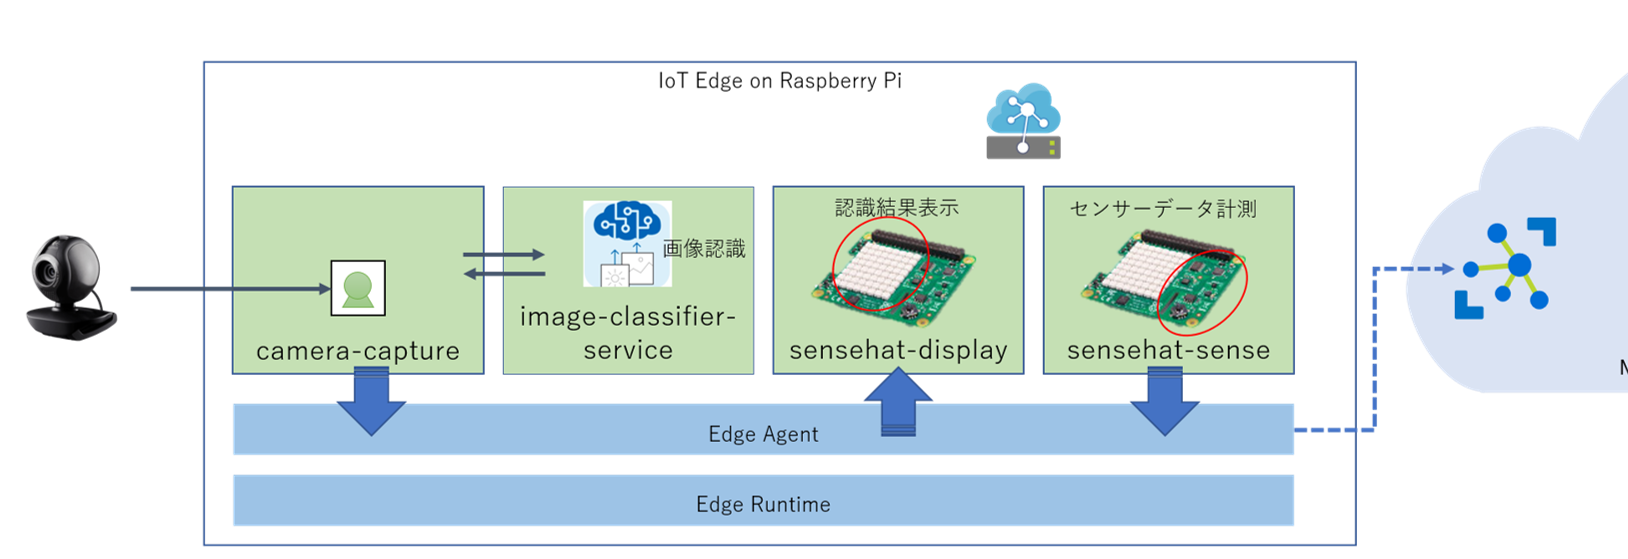 IoT Edge on Raspberry Pi
画像認識
image-classifier-
service
camera-capture
認識結果表示
sensehat-display
センサーデータ計測
sensehat-sense
Edge Agent
Edge Runtime